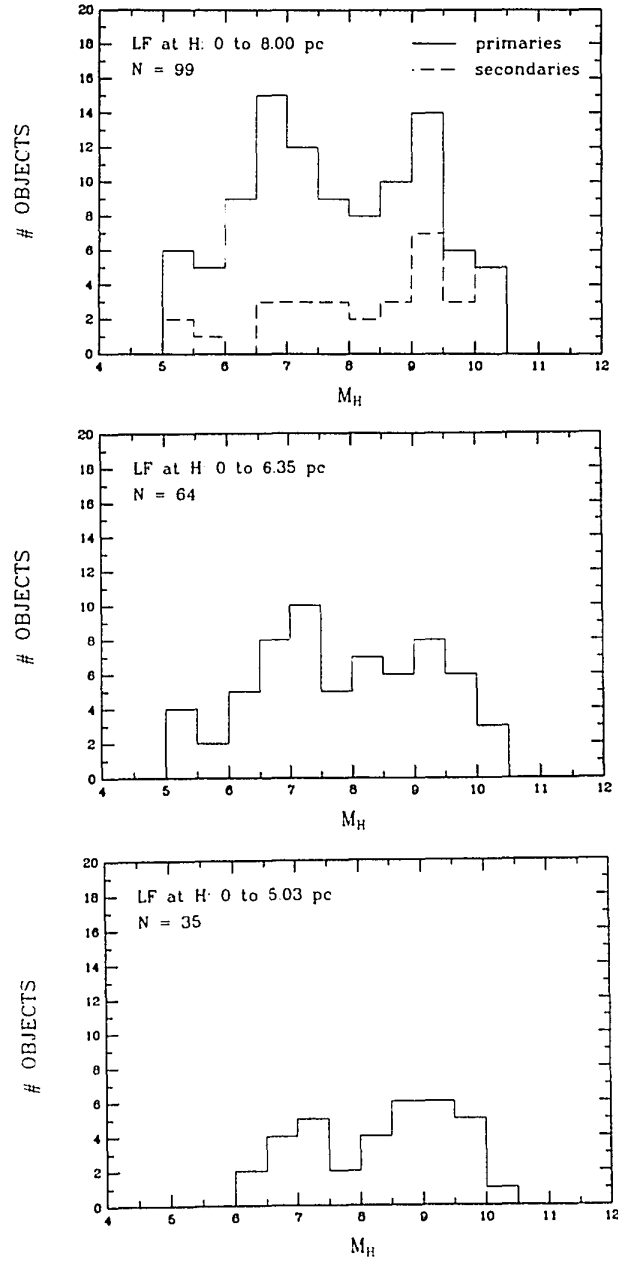 20
18
16
14
12
10
8
6
4
2
0
# OBJECTS
LF at H: 0 to 8.00 pc
N = 99
primaries
secondaries
4 5 6 7 8 9 10 11 12
M_H
20
18
16
14
12
10
8
6
4
2
0
# OBJECTS
LF at H: 0 to 6.35 pc
N = 64
4 5 6 7 8 9 10 11 12
M_H
20
18
16
14
12
10
8
6
4
2
0
# OBJECTS
LF at H: 0 to 5.03 pc
N = 35
4 5 6 7 8 9 10 11 12
M_H